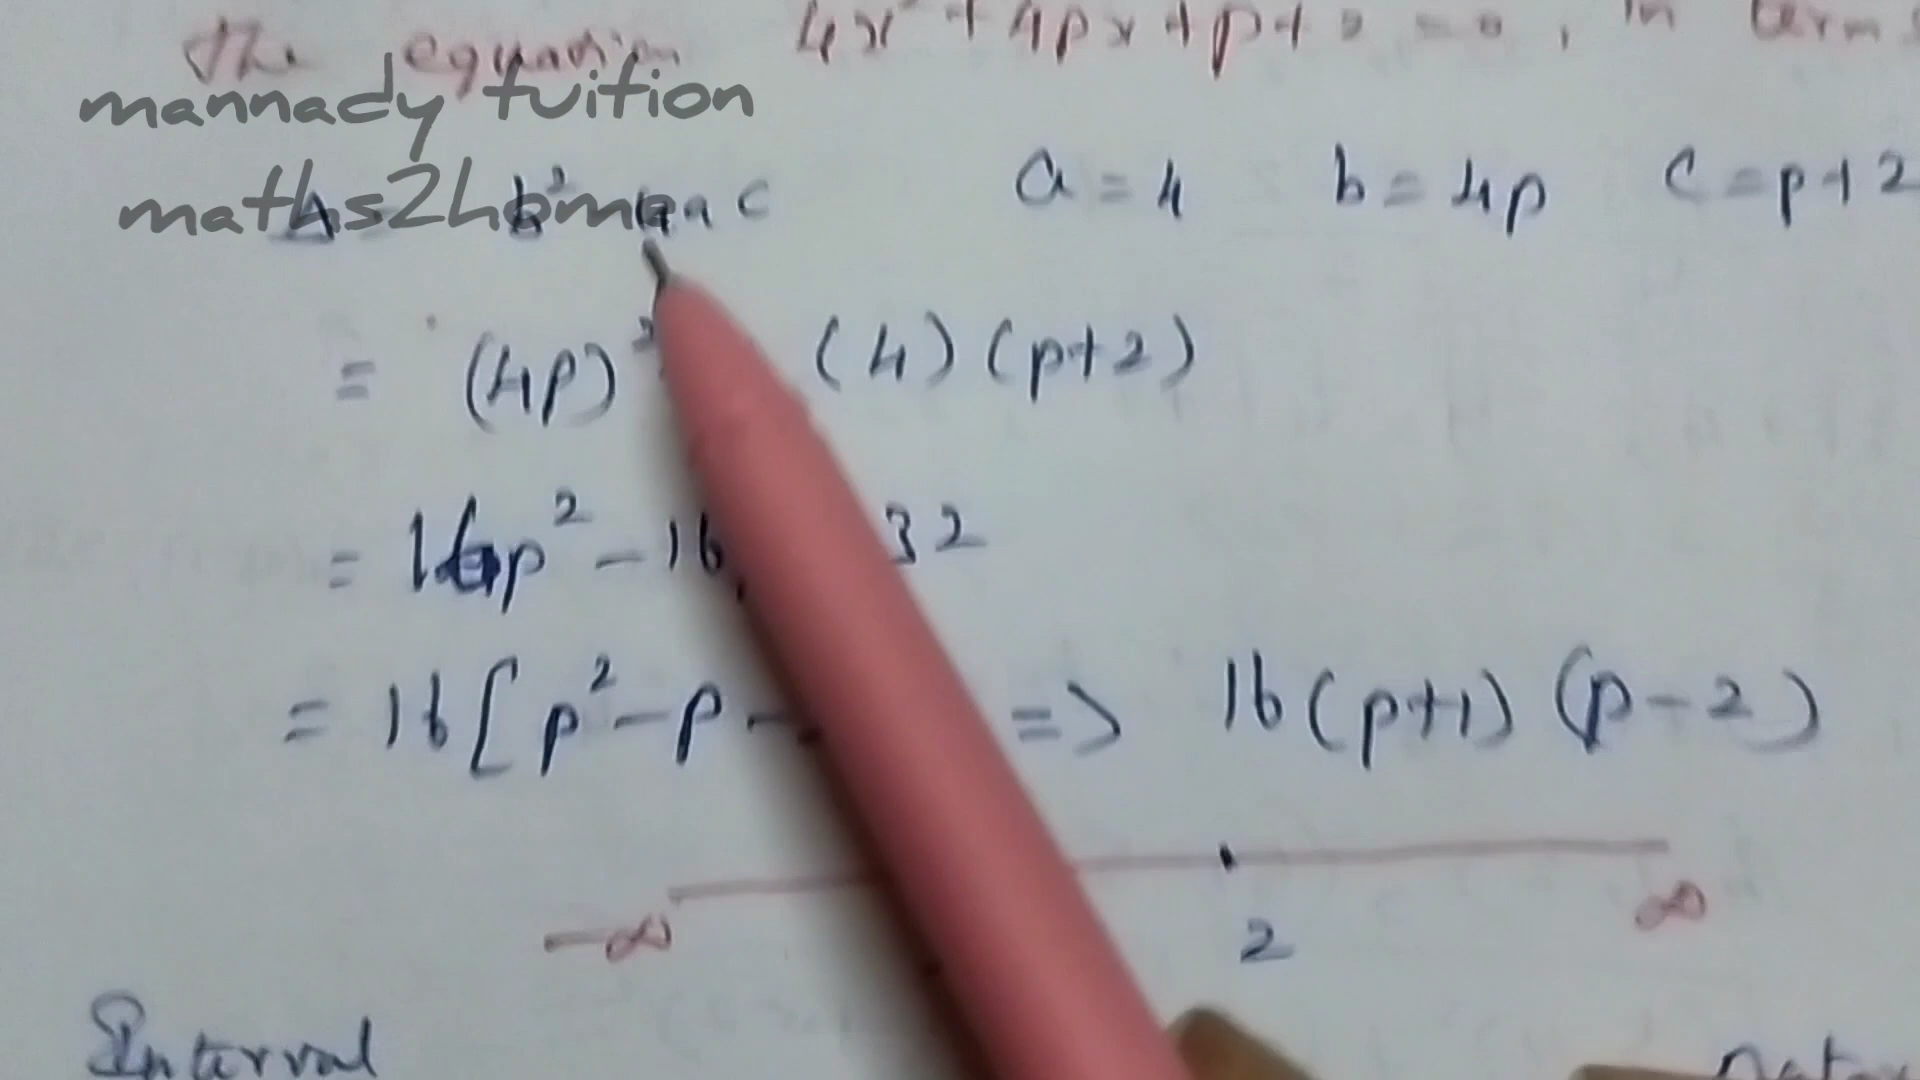 the equation 4x² + 4px + p + 2 = 0, in terms
mannady tuition
maths2home
Δ = b² 4ac a = 4 b = 4p c = p+2
= (4p)² (4)(p+2)
= 16p² - 16 32
= 16[p² - p - => 16(p+1)(p-2)
-∞ 2 ∞
Interval